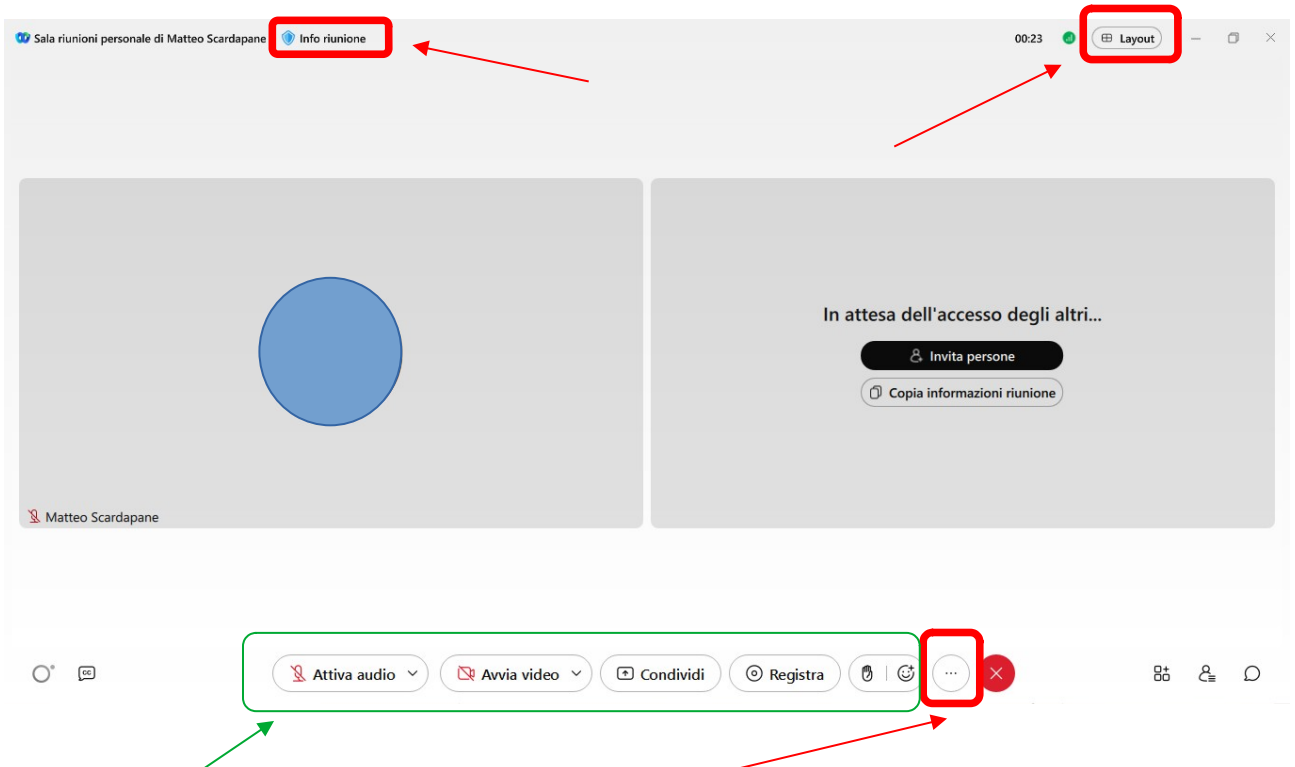 Sala riunioni personale di Matteo Scardapane Info riunione 00:23 Layout
In attesa dell'accesso degli altri...
Invita persone
Copia informazioni riunione
Matteo Scardapane
CC Attiva audio Avvia video Condividi Registra